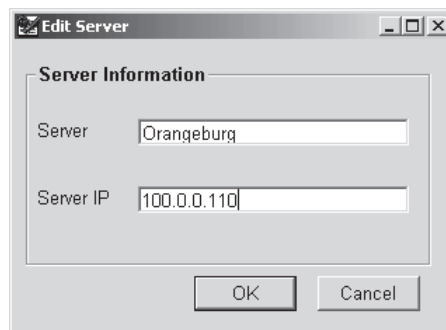 Edit Server
Server Information
Server Orangeburg
Server IP 100.0.0.110
OK Cancel